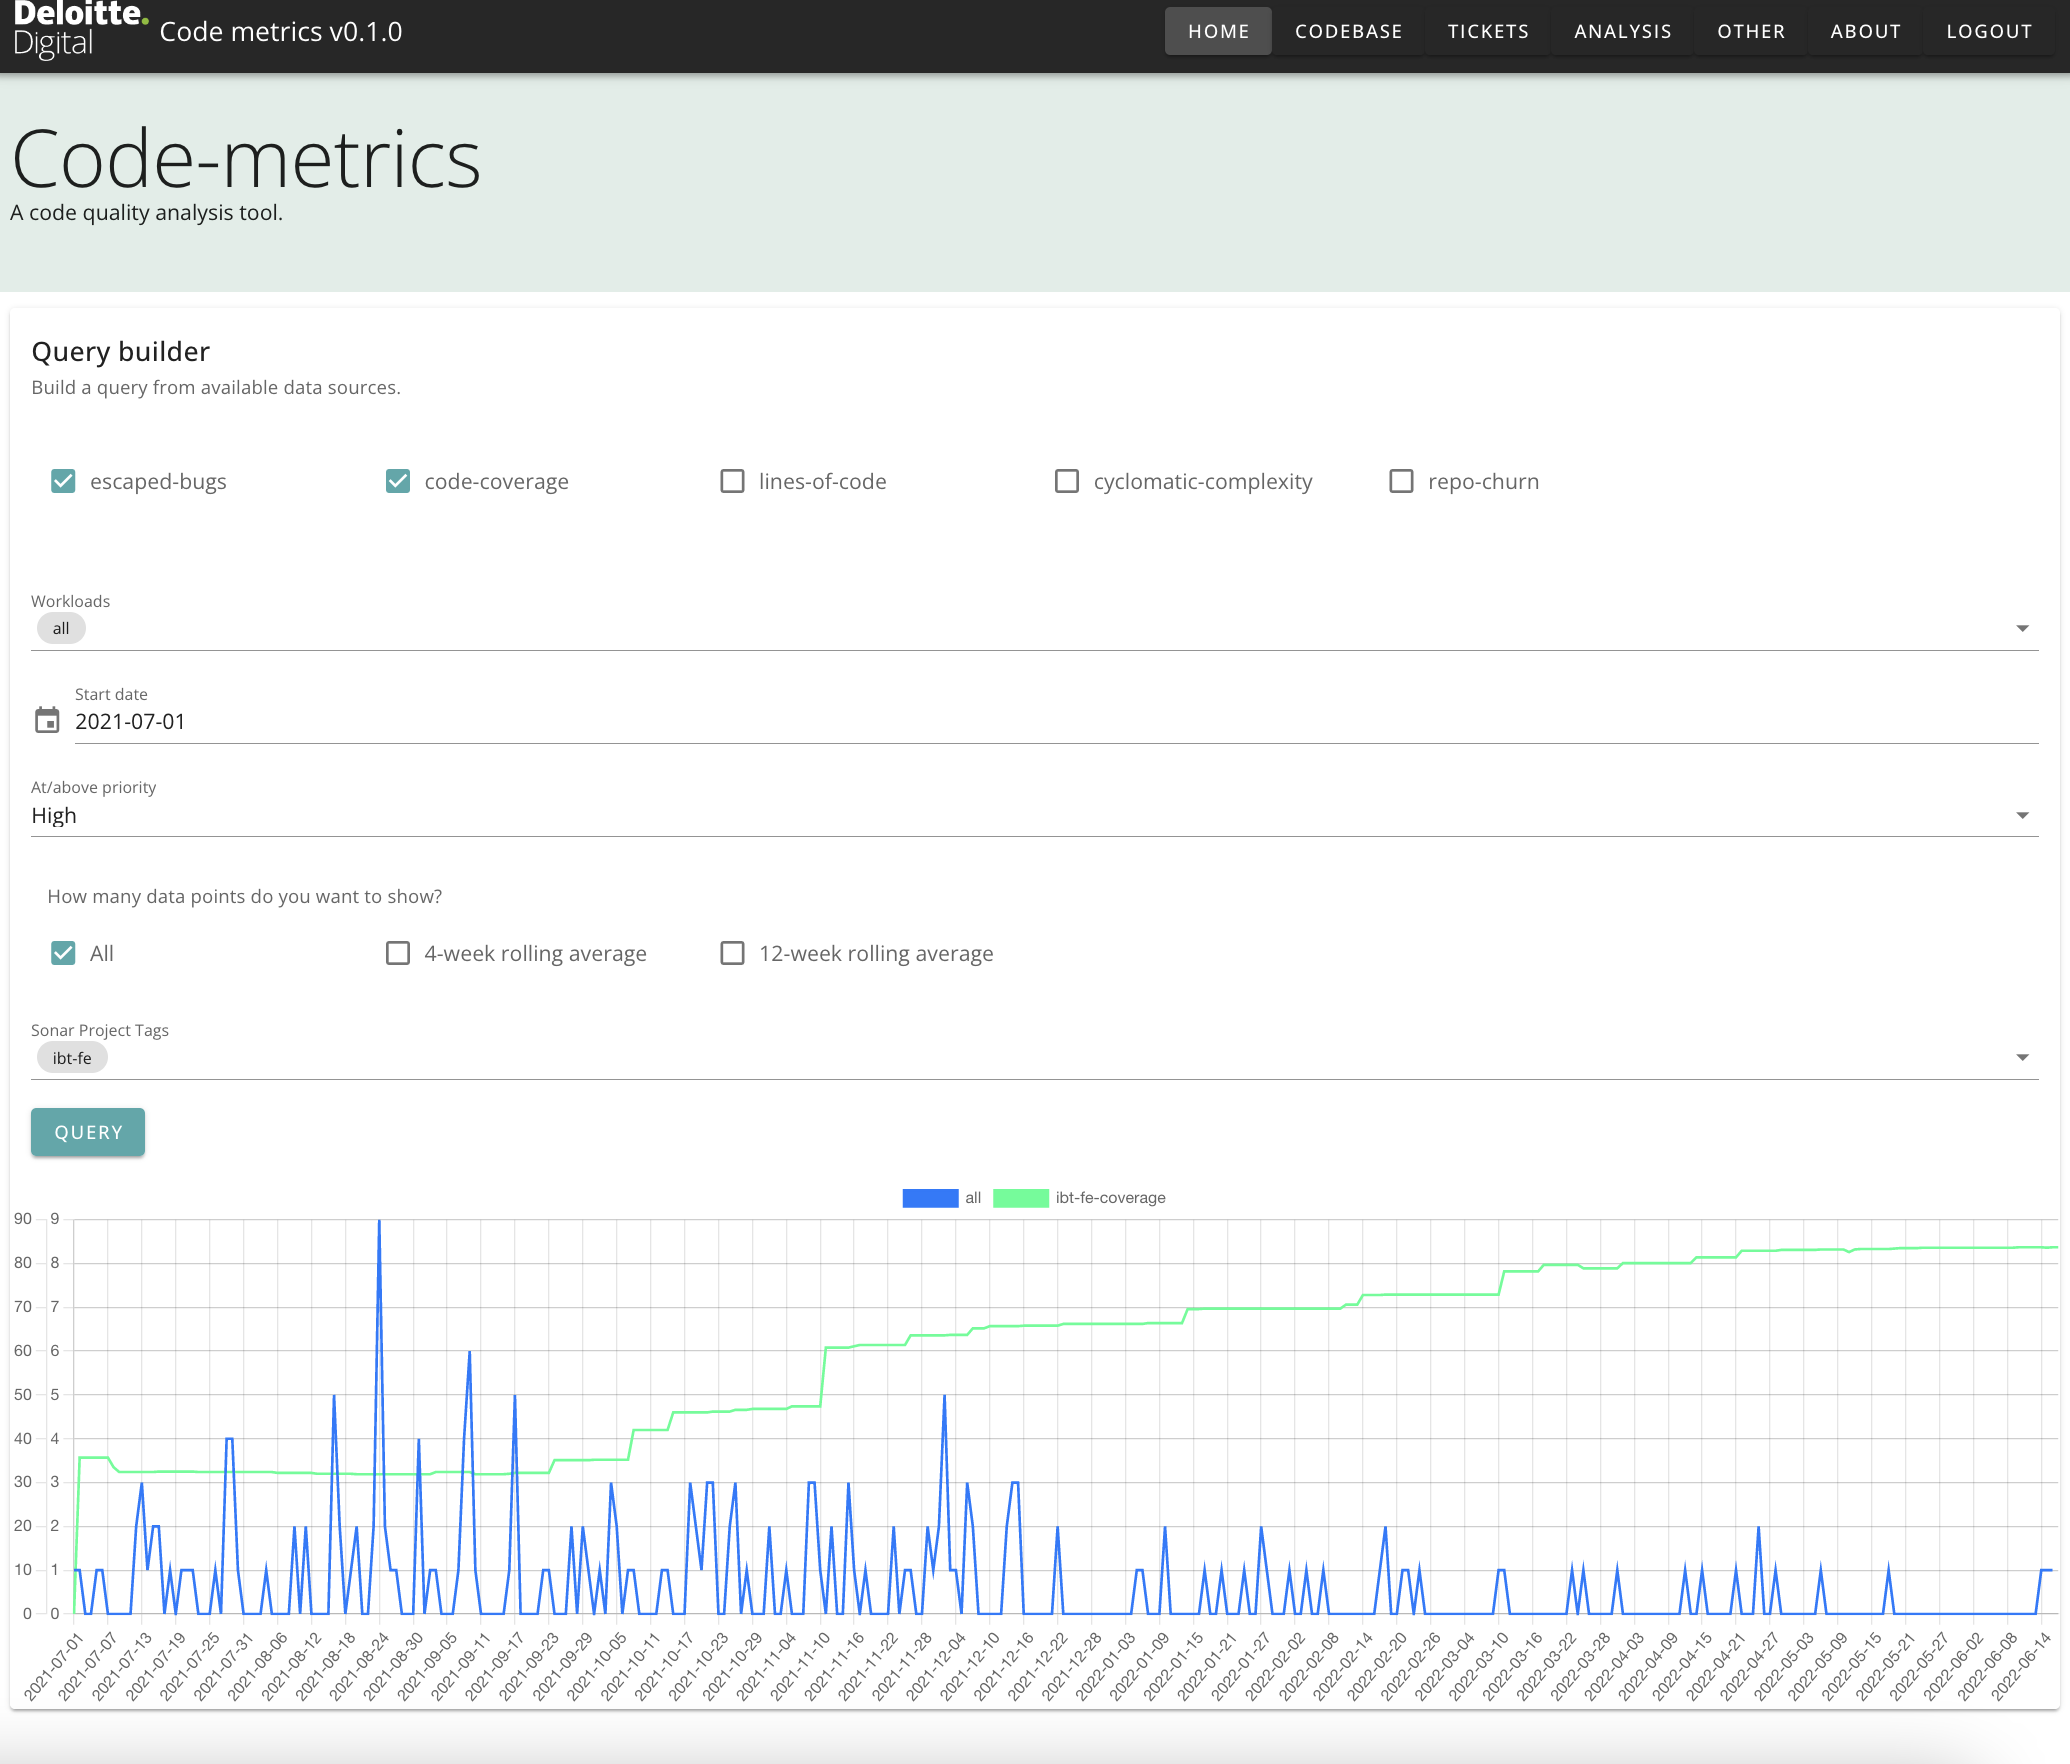 Deloitte.
Digital
Code metrics v0.1.0
HOME CODEBASE TICKETS ANALYSIS OTHER ABOUT LOGOUT
Code-metrics
A code quality analysis tool.
Query builder
Build a query from available data sources.
escaped-bugs code-coverage lines-of-code cyclomatic-complexity repo-churn
Workloads
all
Start date
2021-07-01
At/above priority
High
How many data points do you want to show?
All 4-week rolling average 12-week rolling average
Sonar Project Tags
ibt-fe
QUERY
all ibt-fe-coverage
90 9
80 8
70 7
60 6
50 5
40 4
30 3
20 2
10 1
0 0
2021-07-01 2021-07-07 2021-07-13 2021-07-19 2021-07-25 2021-07-31 2021-08-06 2021-08-12 2021-08-18 2021-08-24 2021-08-30 2021-09-05 2021-09-11 2021-09-17 2021-09-23 2021-09-29 2021-10-05 2021-10-11 2021-10-17 2021-10-23 2021-10-29 2021-11-04 2021-11-10 2021-11-16 2021-11-22 2021-11-28 2021-12-04 2021-12-10 2021-12-16 2021-12-22 2021-12-28 2022-01-03 2022-01-09 2022-01-15 2022-01-21 2022-01-27 2022-02-02 2022-02-08 2022-02-14 2022-02-20 2022-02-26 2022-03-04 2022-03-10 2022-03-16 2022-03-22 2022-03-28 2022-04-03 2022-04-09 2022-04-15 2022-04-21 2022-04-27 2022-05-03 2022-05-09 2022-05-15 2022-05-21 2022-05-27 2022-06-02 2022-06-08 2022-06-14